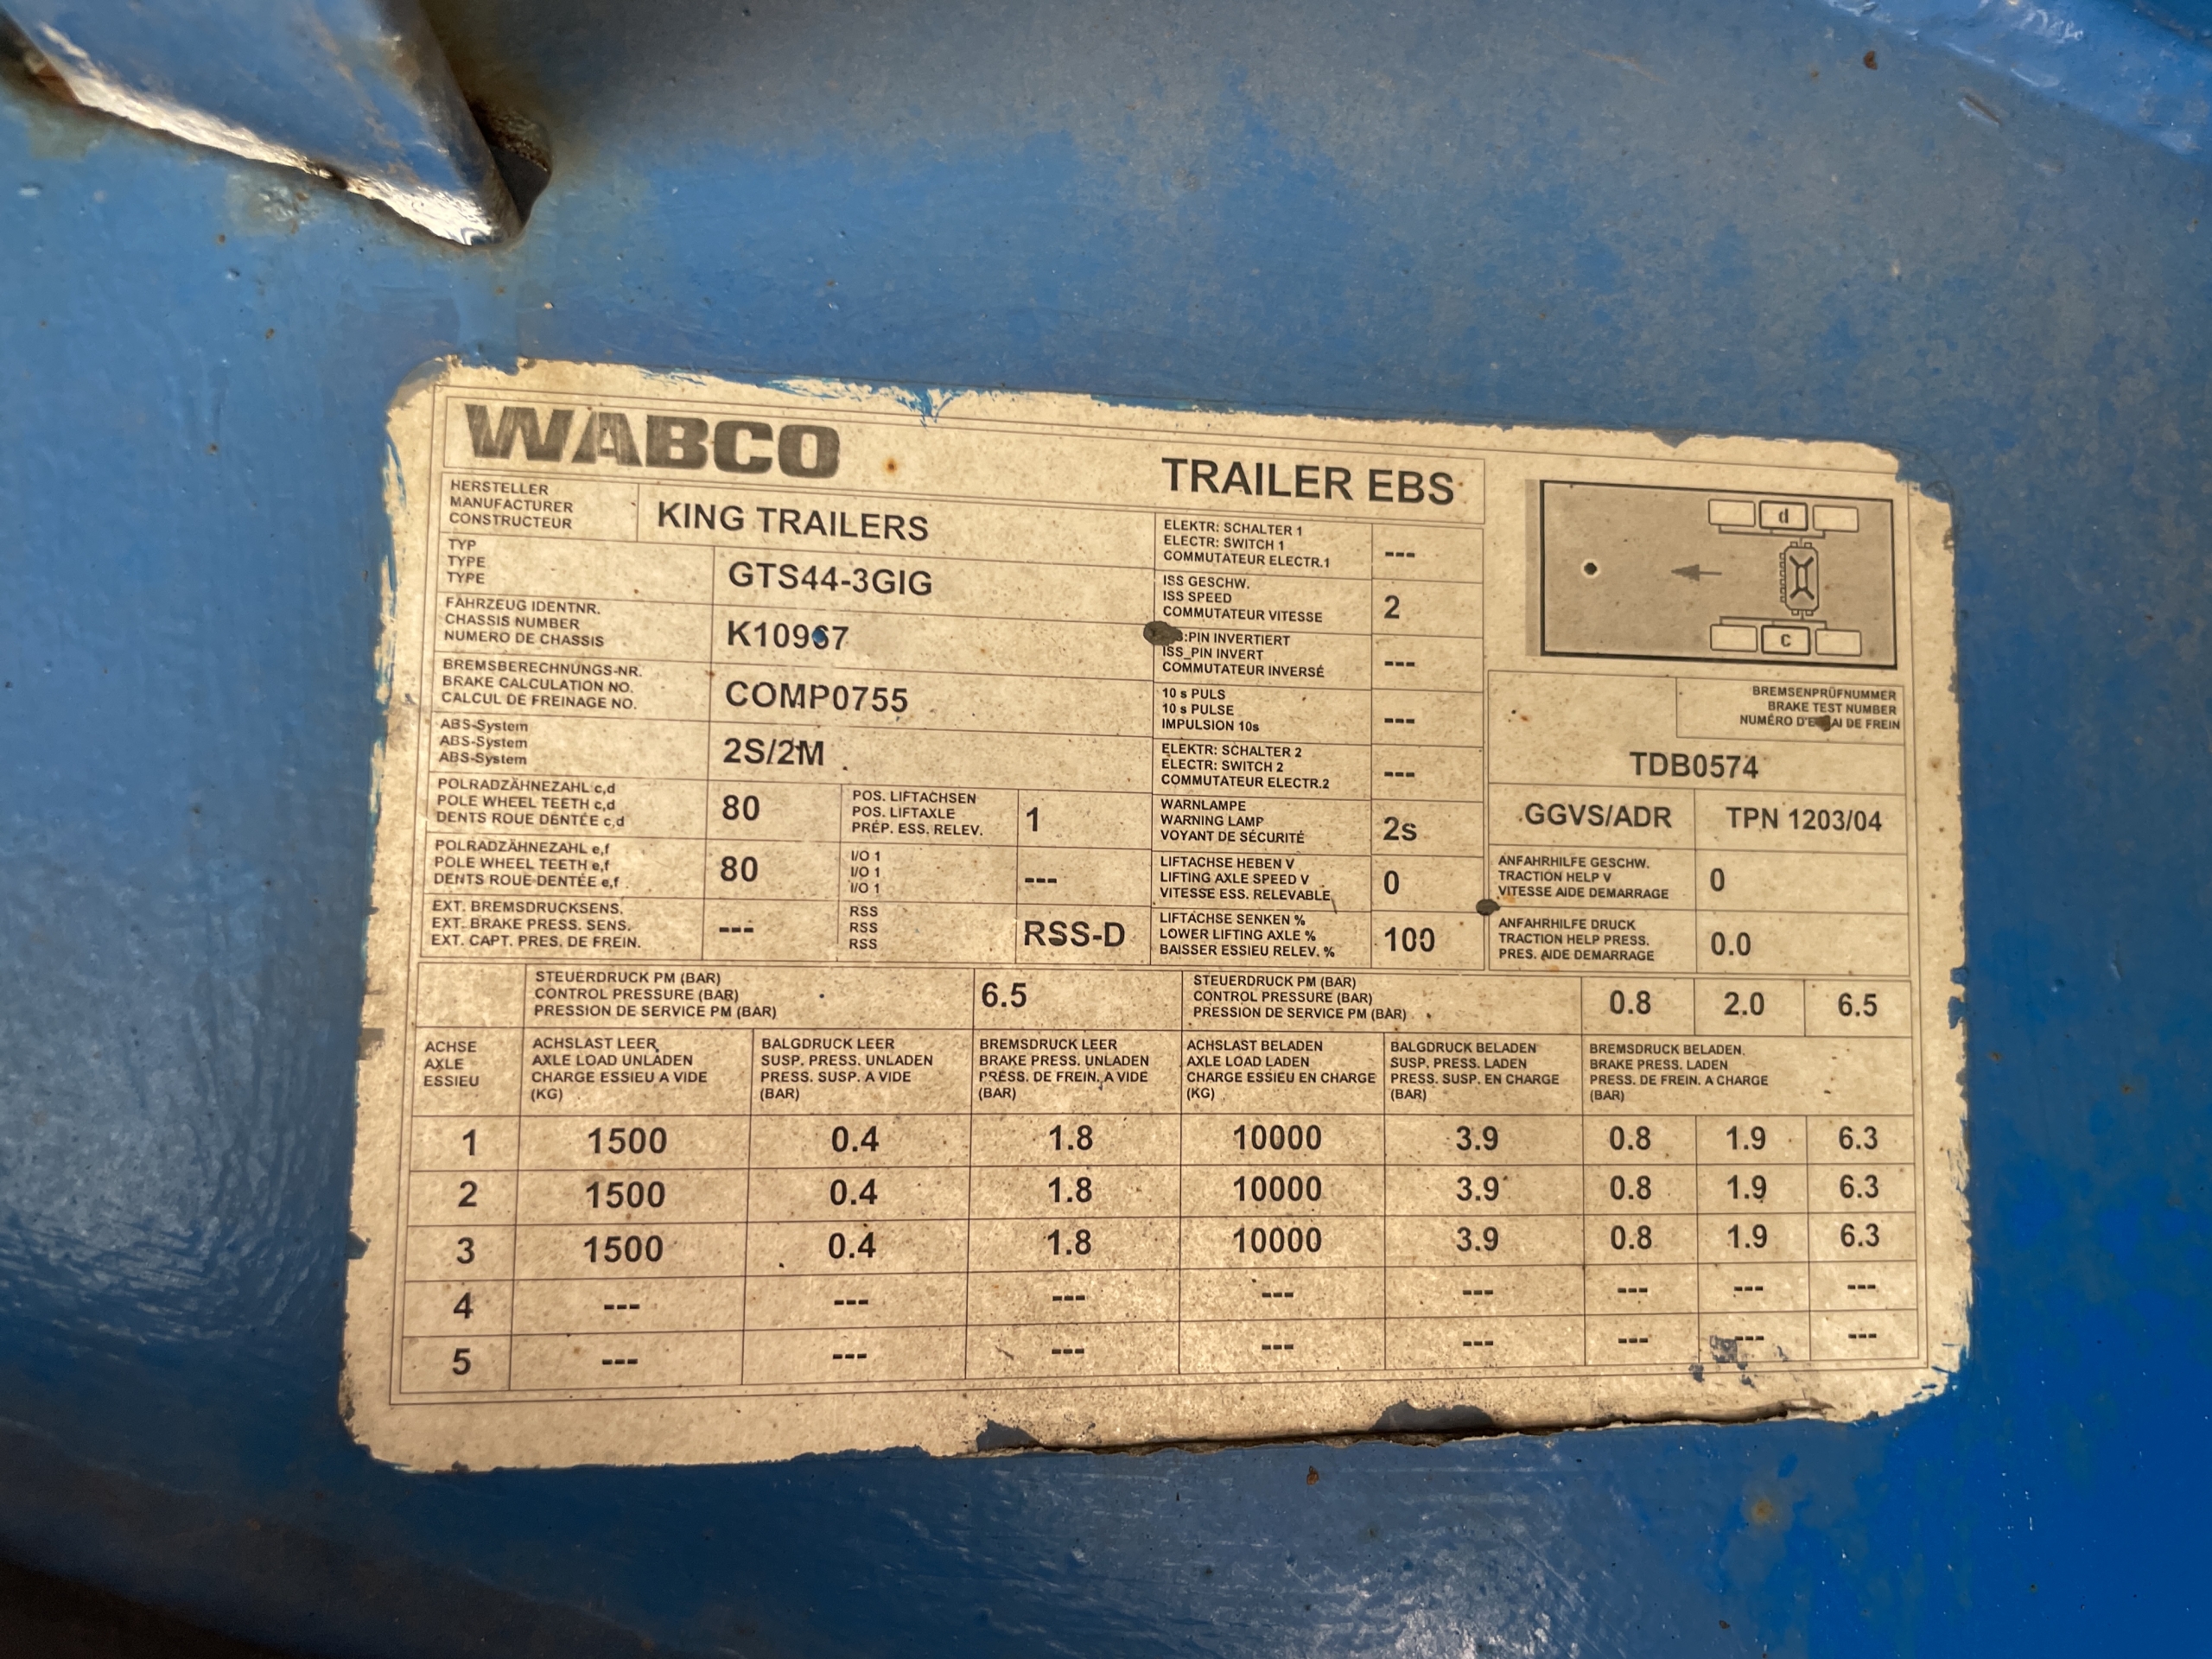 WABCO
TRAILER EBS
HERSTELLER
MANUFACTURER
CONSTRUCTEUR
KING TRAILERS
TYP
TYPE
TYPE
GTS44-3GIG
FAHRZEUG IDENTNR.
CHASSIS NUMBER
NUMERO DE CHASSIS
K10967
BREMSBERECHNUNGS-NR.
BRAKE CALCULATION NO.
CALCUL DE FREINAGE NO.
COMP0755
ABS-System
ABS-System
ABS-System
2S/2M
POLRADZÄHNEZAHL c,d
POLE WHEEL TEETH c,d
DENTS ROUE DENTÉE c,d
80
POS. LIFTACHSEN
POS. LIFTAXLE
PRÉP. ESS. RELEV.
1
POLRADZÄHNEZAHL e,f
POLE WHEEL TEETH e,f
DENTS ROUE DENTÉE e,f
80
I/O 1
I/O 1
I/O 1
---
EXT. BREMSDRUCKSENS.
EXT. BRAKE PRESS. SENS.
EXT. CAPT. PRES. DE FREIN.
---
RSS
RSS
RSS
RSS-D
ELEKTR: SCHALTER 1
ELECTR: SWITCH 1
COMMUTATEUR ELECTR.1
---
ISS GESCHW.
ISS SPEED
COMMUTATEUR VITESSE
2
:PIN INVERTIERT
ISS_PIN INVERT
COMMUTATEUR INVERSÉ
---
10 s PULS
10 s PULSE
IMPULSION 10s
---
ELEKTR: SCHALTER 2
ELECTR: SWITCH 2
COMMUTATEUR ELECTR.2
---
WARNLAMPE
WARNING LAMP
VOYANT DE SÉCURITÉ
2s
LIFTACHSE HEBEN V
LIFTING AXLE SPEED V
VITESSE ESS. RELEVABLE
0
LIFTACHSE SENKEN %
LOWER LIFTING AXLE %
BAISSER ESSIEU RELEV. %
100
d
c
BREMSENPRÜFNUMMER
BRAKE TEST NUMBER
NUMÉRO DE FREIN
TDB0574
GGVS/ADR
TPN 1203/04
ANFAHRHILFE GESCHW.
TRACTION HELP V
VITESSE AIDE DEMARRAGE
0
ANFAHRHILFE DRUCK
TRACTION HELP PRESS.
PRES. AIDE DEMARRAGE
0.0
STEUERDRUCK PM (BAR)
CONTROL PRESSURE (BAR)
PRESSION DE SERVICE PM (BAR)
6.5
STEUERDRUCK PM (BAR)
CONTROL PRESSURE (BAR)
PRESSION DE SERVICE PM (BAR)
0.8 2.0 6.5
ACHSE
AXLE
ESSIEU
ACHSLAST LEER
AXLE LOAD UNLADEN
CHARGE ESSIEU A VIDE
(KG)
BALGDRUCK LEER
SUSP. PRESS. UNLADEN
PRESS. SUSP. A VIDE
(BAR)
BREMSDRUCK LEER
BRAKE PRESS. UNLADEN
PRESS. DE FREIN. A VIDE
(BAR)
ACHSLAST BELADEN
AXLE LOAD LADEN
CHARGE ESSIEU EN CHARGE
(KG)
BALGDRUCK BELADEN
SUSP. PRESS. LADEN
PRESS. SUSP. EN CHARGE
(BAR)
BREMSDRUCK BELADEN
BRAKE PRESS. LADEN
PRESS. DE FREIN. A CHARGE
(BAR)
1 1500 0.4 1.8 10000 3.9 0.8 1.9 6.3
2 1500 0.4 1.8 10000 3.9 0.8 1.9 6.3
3 1500 0.4 1.8 10000 3.9 0.8 1.9 6.3
4 --- --- --- --- --- --- --- ---
5 --- --- --- --- --- --- --- ---